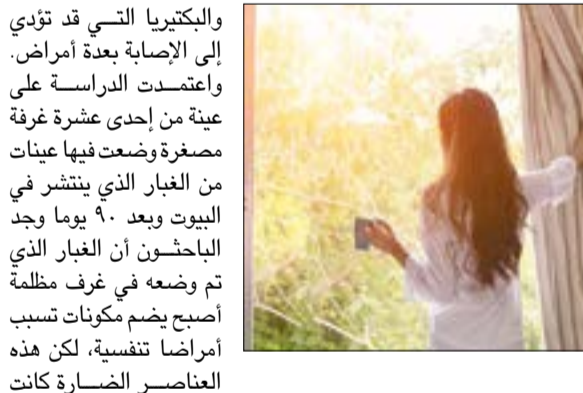 والبكتيريا التي قد تؤدي
إلى الإصابة بعدة أمراض.
واعتمدت الدراسة على
عينة من إحدى عشرة غرفة
مصغرة وضعت فيها عينات
من الغبار الذي ينتشر في
البيوت وبعد ٩٠ يوما وجد
الباحثون أن الغبار الذي
تم وضعه في غرف مظلمة
أصبح يضم مكونات تسبب
أمراضا تنفسية، لكن هذه
العناصر الضارة كانت